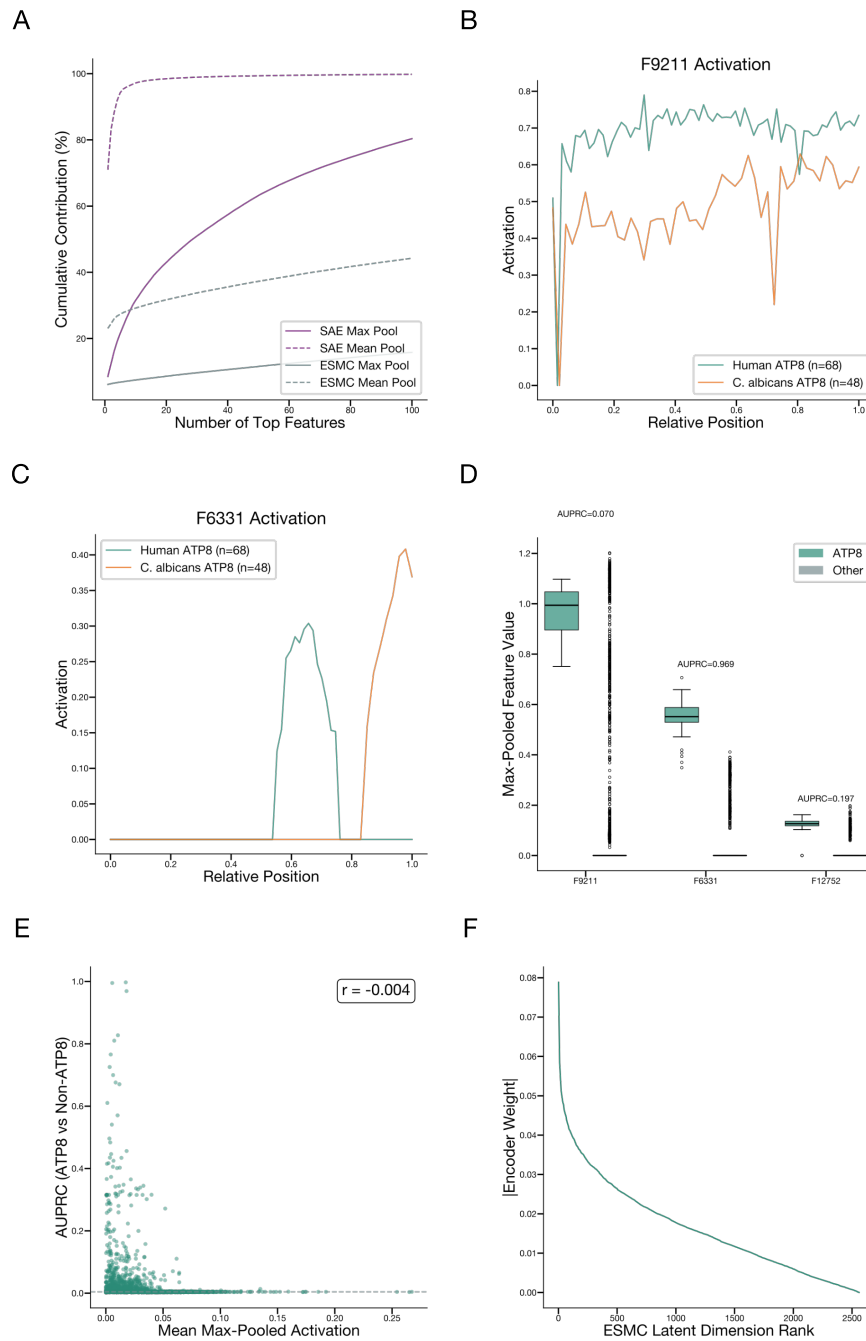 A
100
80
60
40
20
Cumulative Contribution (%)
SAE Max Pool
SAE Mean Pool
ESMC Max Pool
ESMC Mean Pool
0
20
40
60
80
100
Number of Top Features
B
F9211 Activation
0.8
0.7
0.6
0.5
0.4
0.3
0.2
0.1
0.0
Activation
Human ATP8 (n=68)
C. albicans ATP8 (n=48)
0.0
0.2
0.4
0.6
0.8
1.0
Relative Position
C
F6331 Activation
Human ATP8 (n=68)
C. albicans ATP8 (n=48)
0.40
0.35
0.30
0.25
0.20
0.15
0.10
0.05
0.00
Activation
0.0
0.2
0.4
0.6
0.8
1.0
Relative Position
D
AUPRC=0.070
ATP8
Other
1.2
1.0
0.8
0.6
0.4
0.2
0.0
Max-Pooled Feature Value
AUPRC=0.969
AUPRC=0.197
F9211
F6331
F12752
E
r = -0.004
1.0
0.8
0.6
0.4
0.2
0.0
AUPRC (ATP8 vs Non-ATP8)
0.00
0.05
0.10
0.15
0.20
0.25
Mean Max-Pooled Activation
F
0.08
0.07
0.06
0.05
0.04
0.03
0.02
0.01
0.00
|Encoder Weight|
0
500
1000
1500
2000
2500
ESMC Latent Dimension Rank